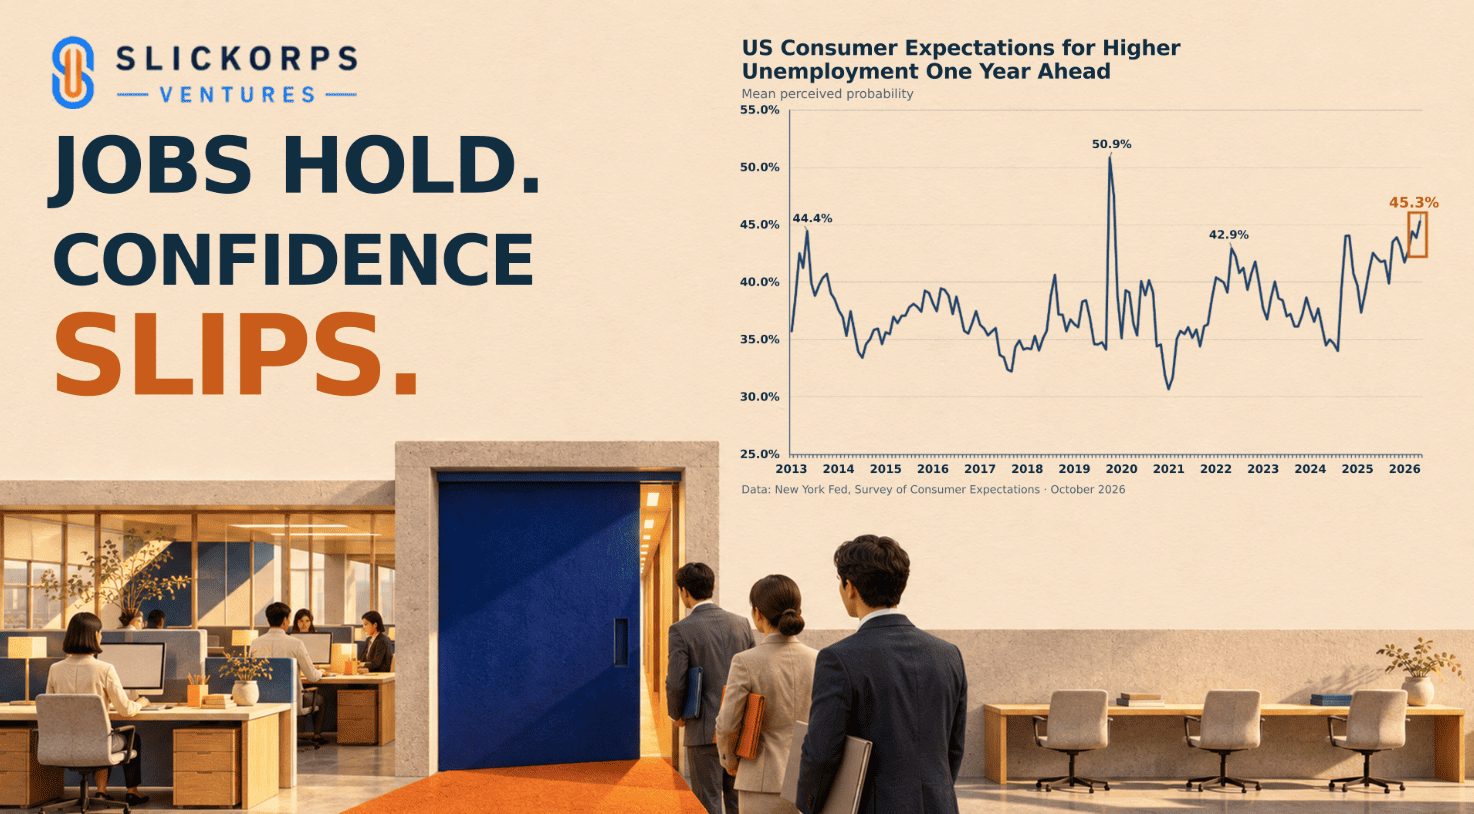 SLICKORPS
VENTURES
JOBS HOLD.
CONFIDENCE
SLIPS.
US Consumer Expectations for Higher
Unemployment One Year Ahead
Mean perceived probability
55.0%
50.0%
45.0%
40.0%
35.0%
30.0%
25.0%
44.4%
50.9%
42.9%
45.3%
2013 2014 2015 2016 2017 2018 2019 2020 2021 2022 2023 2024 2025 2026
Data: New York Fed, Survey of Consumer Expectations · October 2026